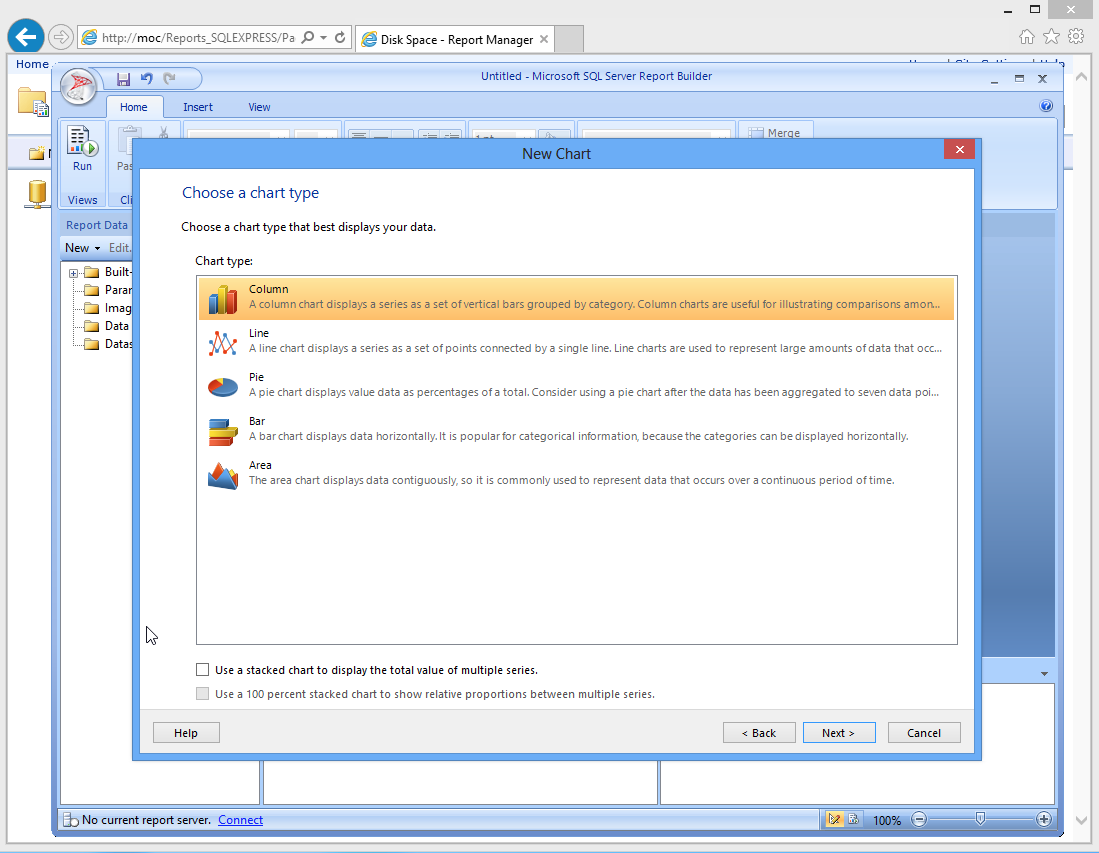 http://moc/Reports_SQLEXPRESS/Pa
Disk Space - Report Manager
Home
Untitled - Microsoft SQL Server Report Builder
Home Insert View
Merge
Run
Views
New Chart
Report Data
New Edit.
Choose a chart type
Choose a chart type that best displays your data.
Chart type:
Column
A column chart displays a series as a set of vertical bars grouped by category. Column charts are useful for illustrating comparisons amon...
Line
A line chart displays a series as a set of points connected by a single line. Line charts are used to represent large amounts of data that occ...
Pie
A pie chart displays value data as percentages of a total. Consider using a pie chart after the data has been aggregated to seven data poi...
Bar
A bar chart displays data horizontally. It is popular for categorical information, because the categories can be displayed horizontally.
Area
The area chart displays data contiguously, so it is commonly used to represent data that occurs over a continuous period of time.
Built-
Parar
Imag
Data
Datas
Use a stacked chart to display the total value of multiple series.
Use a 100 percent stacked chart to show relative proportions between multiple series.
Help
< Back
Next >
Cancel
No current report server. Connect
100%